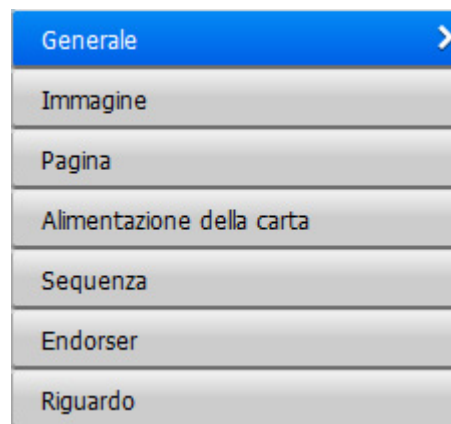 Generale
Immagine
Pagina
Alimentazione della carta
Sequenza
Endorser
Riguardo